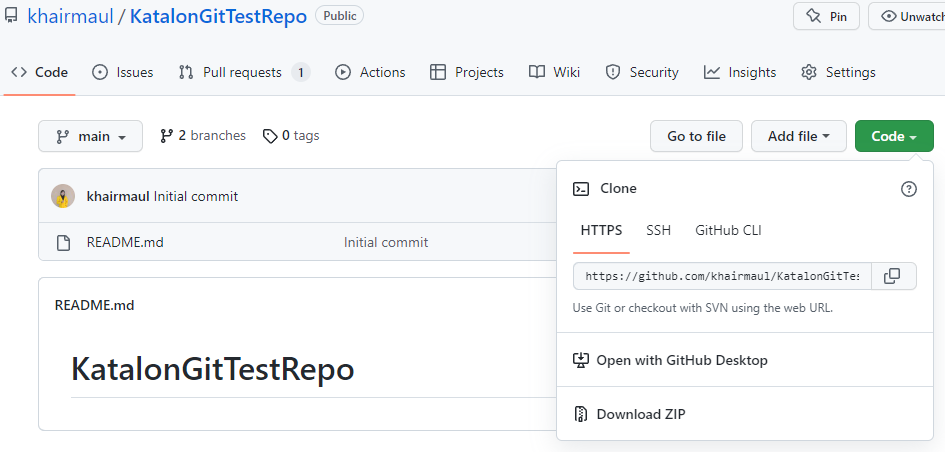 khairmaul / KatalonGitTestRepo Public Pin Unwatch
Code Issues Pull requests 1 Actions Projects Wiki Security Insights Settings
main 2 branches 0 tags Go to file Add file Code
khairmaul Initial commit
README.md Initial commit
README.md
KatalonGitTestRepo
Clone
HTTPS SSH GitHub CLI
https://github.com/khairmaul/KatalonGitTes
Use Git or checkout with SVN using the web URL.
Open with GitHub Desktop
Download ZIP